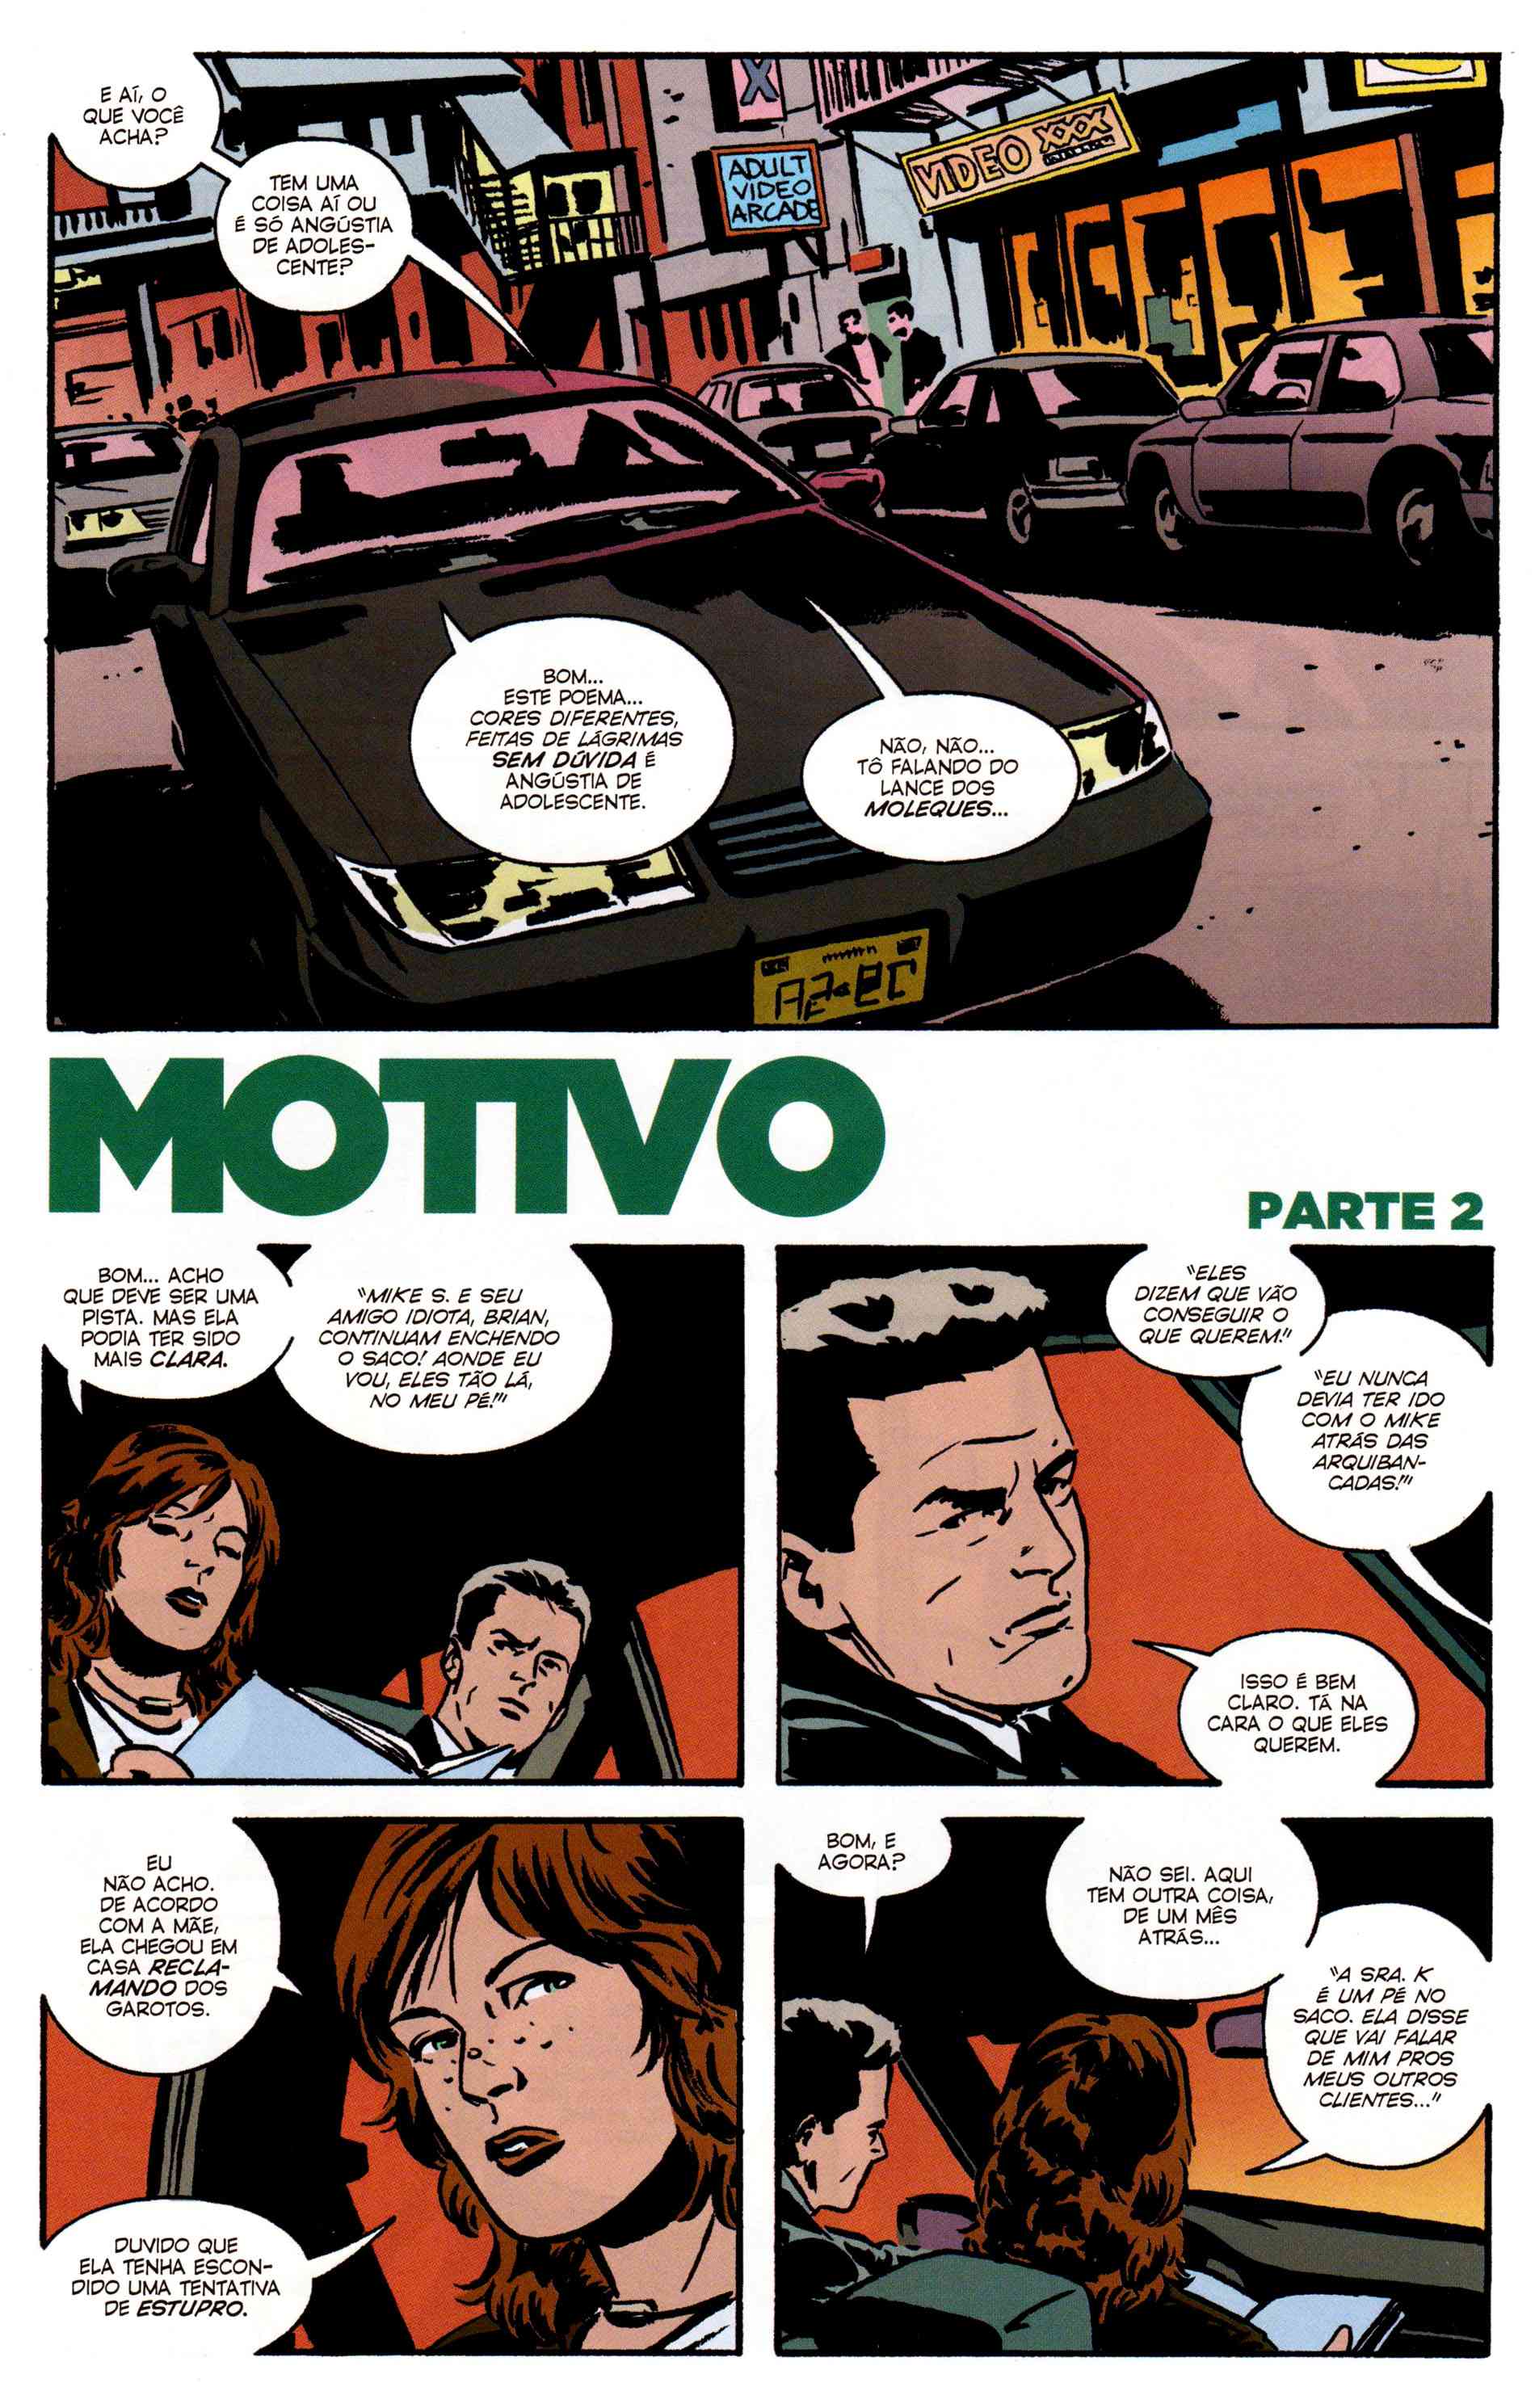 E AÍ, O
QUE VOCÊ
ACHA?
TEM UMA
COISA AÍ OU
É SÓ ANGÚSTIA
DE ADOLES-
CENTE?
X
ADULT
VIDEO
ARCADE
VIDEO XXX
BOM...
ESTE POEMA...
CORES DIFERENTES,
FEITAS DE LÁGRIMAS
SEM DÚVIDA É
ANGÚSTIA DE
ADOLESCENTE.
NÃO, NÃO...
TÔ FALANDO DO
LANCE DOS
MOLEQUES...
MOTIVO
PARTE 2
BOM... ACHO
QUE DEVE SER UMA
PISTA. MAS ELA
PODIA TER SIDO
MAIS CLARA.
"MIKE S. E SEU
AMIGO IDIOTA, BRIAN,
CONTINUAM ENCHENDO
O SACO! AONDE EU
VOU, ELES TÃO LÁ,
NO MEU PÉ!"
"ELES
DIZEM QUE VÃO
CONSEGUIR O
QUE QUEREM!"
"EU NUNCA
DEVIA TER IDO
COM O MIKE
ATRÁS DAS
ARQUIBAN-
CADAS!"
ISSO É BEM
CLARO. TÁ NA
CARA O QUE ELES
QUEREM.
EU
NÃO ACHO.
DE ACORDO
COM A MÃE,
ELA CHEGOU EM
CASA RECLA-
MANDO DOS
GAROTOS.
DUVIDO QUE
ELA TENHA ESCON-
DIDO UMA TENTATIVA
DE ESTUPRO.
BOM, E
AGORA?
NÃO SEI. AQUI
TEM OUTRA COISA,
DE UM MÊS
ATRÁS...
"A SRA. K
É UM PÉ NO
SACO. ELA DISSE
QUE VAI FALAR
DE MIM PROS
MEUS OUTROS
CLIENTES..."